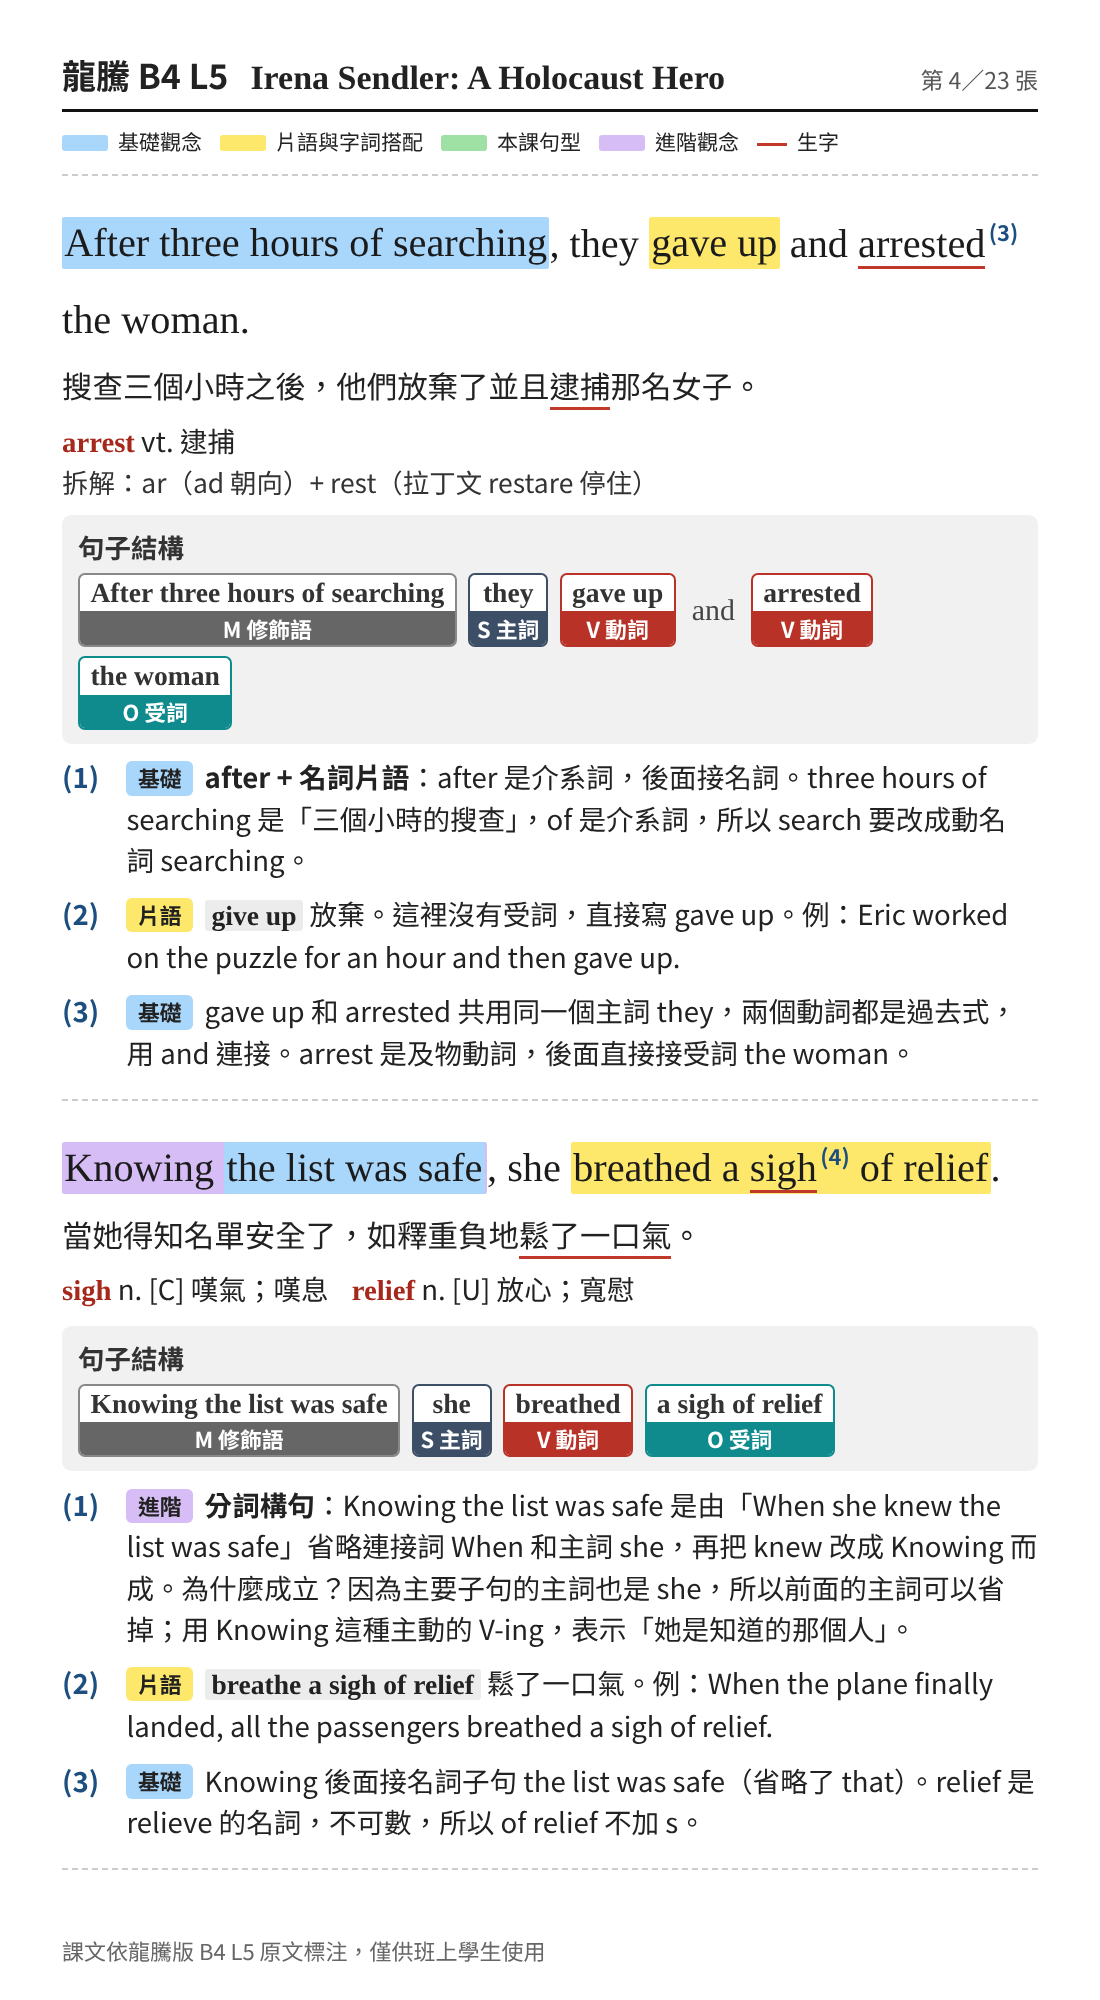 龍騰 B4 L5 Irena Sendler: A Holocaust Hero 第 4／23 張
基礎觀念 片語與字詞搭配 本課句型 進階觀念 生字
After three hours of searching, they gave up and arrested(3)
the woman.
搜查三個小時之後，他們放棄了並且逮捕那名女子。
arrest vt. 逮捕
拆解：ar（ad 朝向）+ rest（拉丁文 restare 停住）
句子結構
After three hours of searching they gave up and arrested
M 修飾語 S 主詞 V 動詞 V 動詞
the woman
O 受詞
(1) 基礎 after + 名詞片語：after 是介系詞，後面接名詞。three hours of
searching 是「三個小時的搜查」，of 是介系詞，所以 search 要改成動名
詞 searching。
(2) 片語 give up 放棄。這裡沒有受詞，直接寫 gave up。例：Eric worked
on the puzzle for an hour and then gave up.
(3) 基礎 gave up 和 arrested 共用同一個主詞 they，兩個動詞都是過去式，
用 and 連接。arrest 是及物動詞，後面直接接受詞 the woman。
Knowing the list was safe, she breathed a sigh(4) of relief.
當她得知名單安全了，如釋重負地鬆了一口氣。
sigh n. [C] 嘆氣；嘆息 relief n. [U] 放心；寬慰
句子結構
Knowing the list was safe she breathed a sigh of relief
M 修飾語 S 主詞 V 動詞 O 受詞
(1) 進階 分詞構句：Knowing the list was safe 是由「When she knew the
list was safe」省略連接詞 When 和主詞 she，再把 knew 改成 Knowing 而
成。為什麼成立？因為主要子句的主詞也是 she，所以前面的主詞可以省
掉；用 Knowing 這種主動的 V-ing，表示「她是知道的那個人」。
(2) 片語 breathe a sigh of relief 鬆了一口氣。例：When the plane finally
landed, all the passengers breathed a sigh of relief.
(3) 基礎 Knowing 後面接名詞子句 the list was safe（省略了 that）。relief 是
relieve 的名詞，不可數，所以 of relief 不加 s。
課文依龍騰版 B4 L5 原文標注，僅供班上學生使用